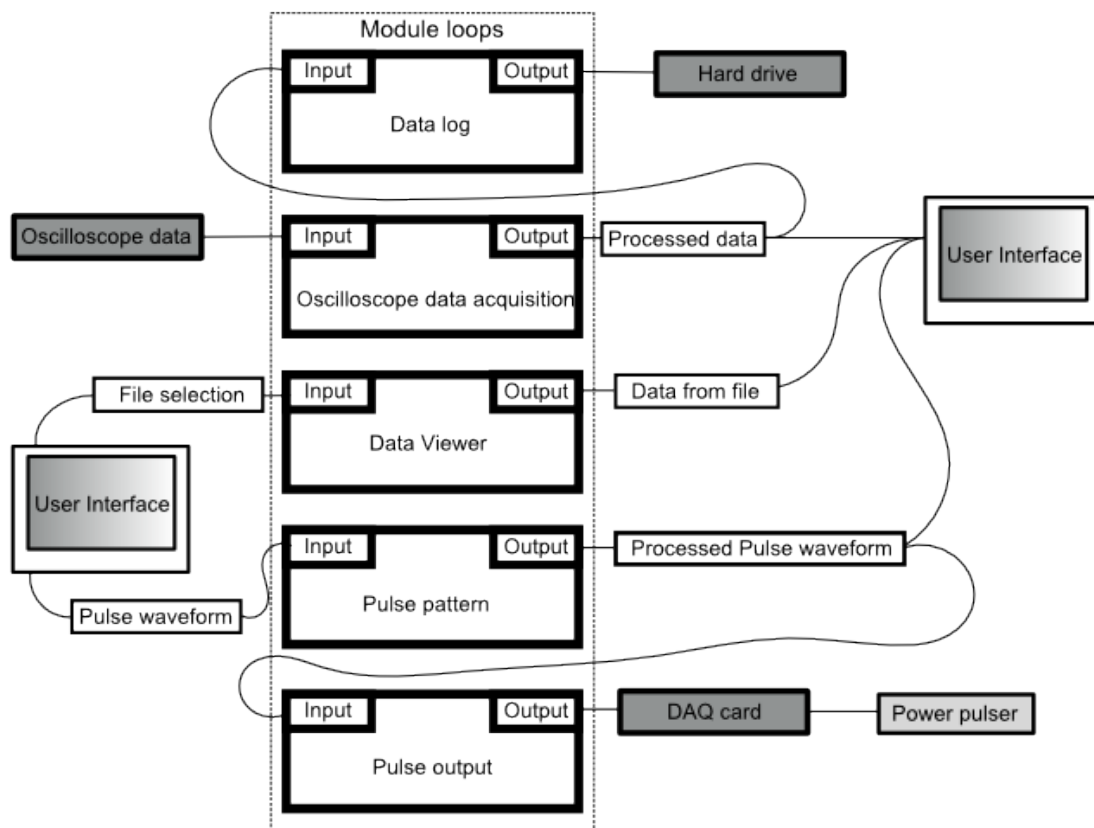 Module loops
Input
Output
Hard drive
Data log
Oscilloscope data
Input
Output
Processed data
User Interface
Oscilloscope data acquisition
File selection
Input
Output
Data from file
Data Viewer
User Interface
Input
Output
Processed Pulse waveform
Pulse waveform
Pulse pattern
Input
Output
DAQ card
Power pulser
Pulse output